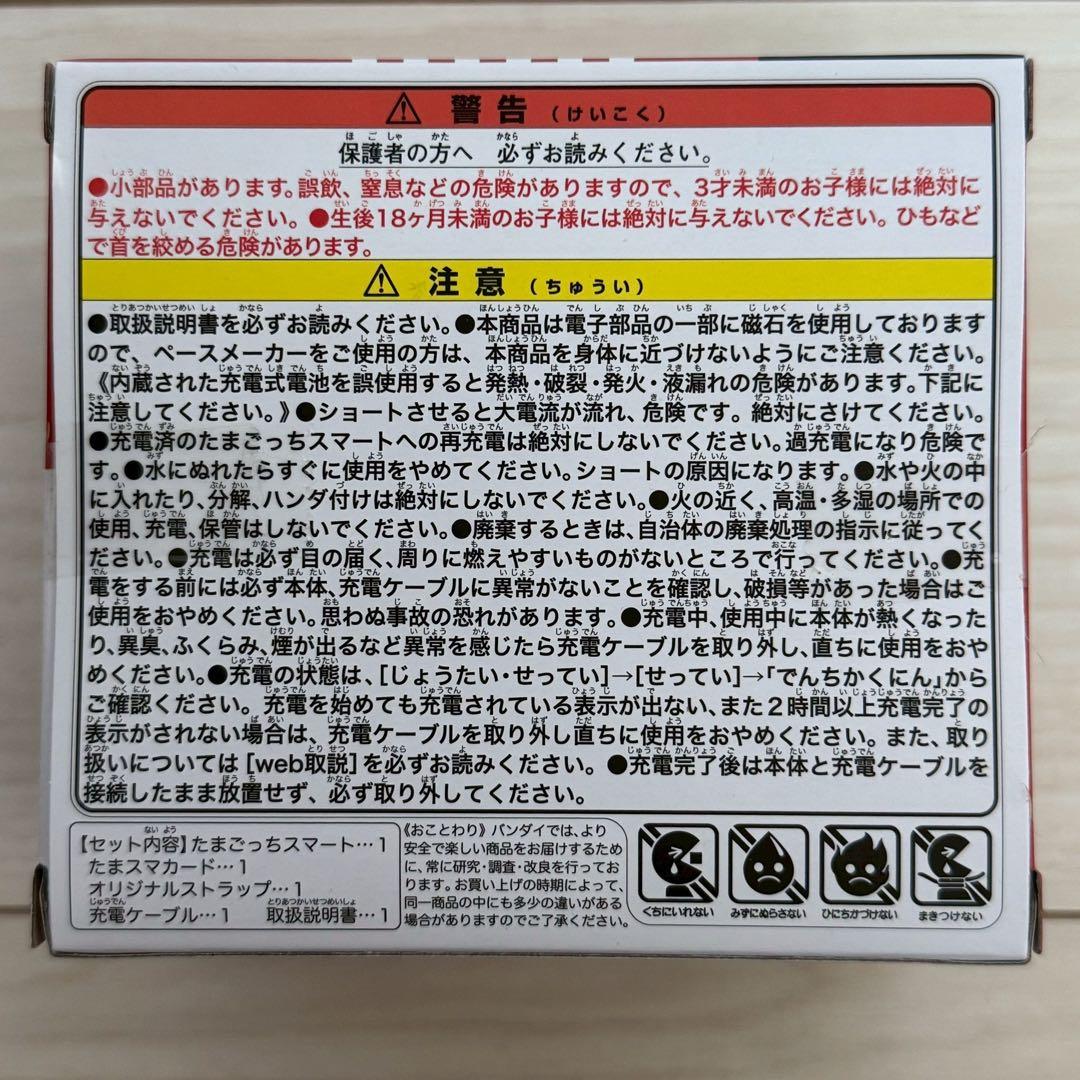 警告（けいこく）
保護者の方へ 必ずお読みください。
●小部品があります。誤飲、窒息などの危険がありますので、3才未満のお子様には絶対に
与えないでください。●生後18ヶ月未満のお子様には絶対に与えないでください。ひもなど
で首を絞める危険があります。
注意（ちゅうい）
●取扱説明書を必ずお読みください。●本商品は電子部品の一部に磁石を使用しております
ので、ペースメーカーをご使用の方は、本商品を身体に近づけないようにご注意ください。
《内蔵された充電式電池を誤使用すると発熱・破裂・発火・液漏れの危険があります。下記に
注意してください。》●ショートさせると大電流が流れ、危険です。絶対にさけてください。
●充電済のたまごっちスマートへの再充電は絶対にしないでください。過充電になり危険で
す。●水にぬれたらすぐに使用をやめてください。ショートの原因になります。●水や火の中
に入れたり、分解、ハンダ付けは絶対にしないでください。●火の近く、高温・多湿の場所での
使用、充電、保管はしないでください。●廃棄するときは、自治体の廃棄処理の指示に従ってく
ださい。●充電は必ず目の届く、周りに燃えやすいものがないところで行ってください。●充
電をする前には必ず本体、充電ケーブルに異常がないことを確認し、破損等があった場合はご
使用をおやめください。思わぬ事故の恐れがあります。●充電中、使用中に本体が熱くなった
り、異臭、ふくらみ、煙が出るなど異常を感じたら充電ケーブルを取り外し、直ちに使用をおや
めください。●充電の状態は、[じょうたい・せってい]→[せってい]→「でんちかくにん」から
ご確認ください。充電を始めても充電されている表示が出ない、また2時間以上充電完了の
表示がされない場合は、充電ケーブルを取り外し直ちに使用をおやめください。また、取り
扱いについては[web取説]を必ずお読みください。●充電完了後は本体と充電ケーブルを
接続したまま放置せず、必ず取り外してください。
【セット内容】たまごっちスマート…1
たまスマカード…1
オリジナルストラップ…1
充電ケーブル…1 取扱説明書…1
《おことわり》バンダイでは、より
安全で楽しい商品をお届けするため
に、常に研究・調査・改良を行ってお
ります。お買い上げの時期によって、
同一商品の中にも多少の違いがある
場合がありますのでご了承ください。
くちにいれない みずにぬらさない ひにちかづけない まきつけない